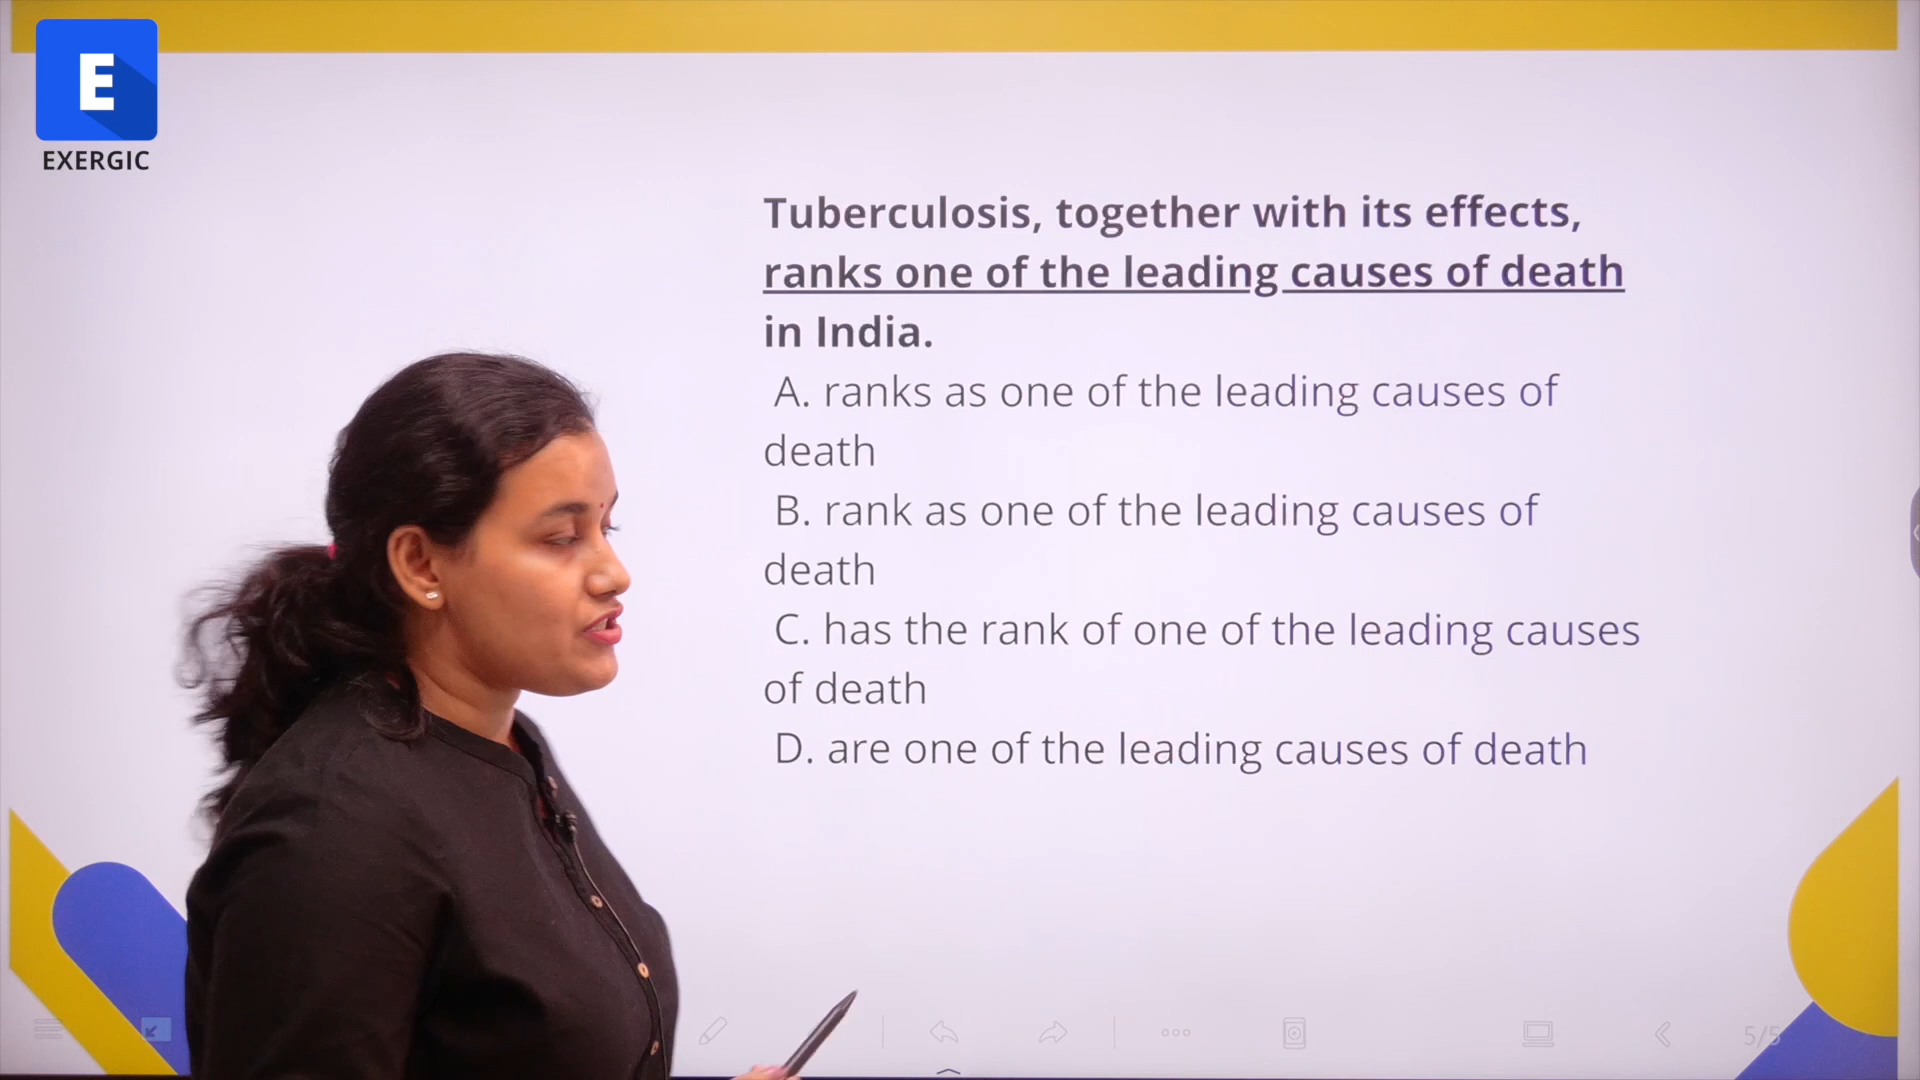 E
EXERGIC
Tuberculosis, together with its effects,
ranks one of the leading causes of death
in India.
A. ranks as one of the leading causes of
death
B. rank as one of the leading causes of
death
C. has the rank of one of the leading causes
of death
D. are one of the leading causes of death
5/5